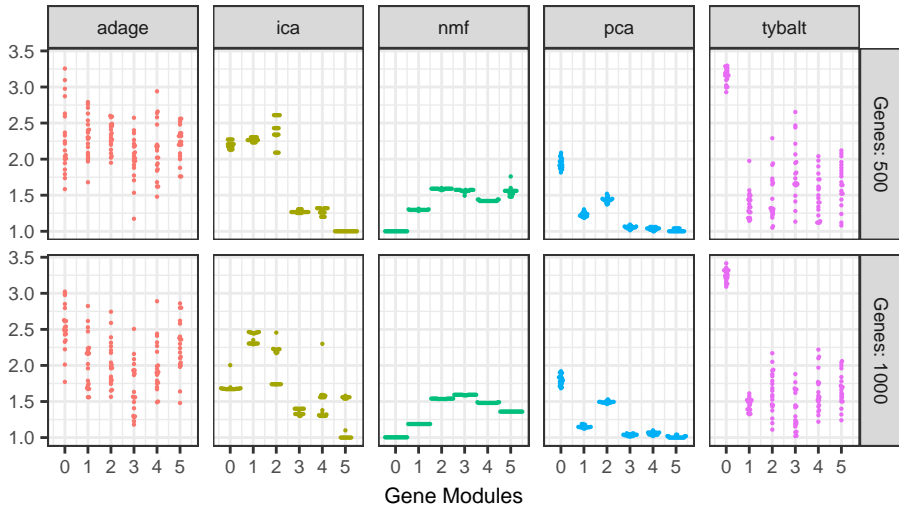 adage ica nmf pca tybalt
3.5
3.0
2.5
2.0
1.5
1.0
Genes: 500
3.5
3.0
2.5
2.0
1.5
1.0
Genes: 1000
0 1 2 3 4 5 0 1 2 3 4 5 0 1 2 3 4 5 0 1 2 3 4 5 0 1 2 3 4 5
Gene Modules